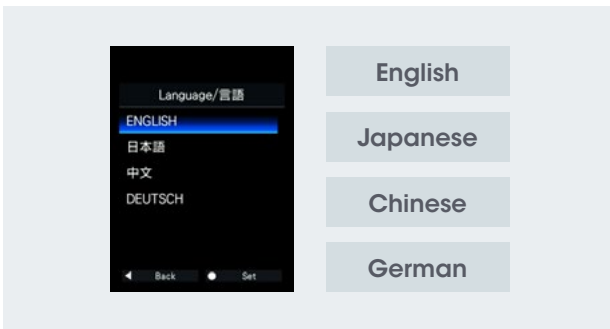 Language/言語
ENGLISH
日本語
中文
DEUTSCH
◀ Back ● Set
English
Japanese
Chinese
German